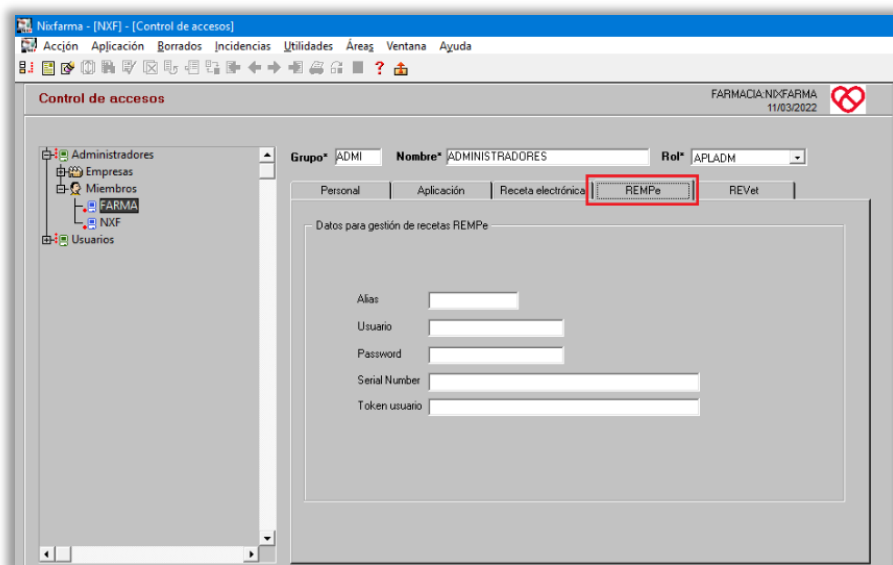 Nixfarma - [NXF] - [Control de accesos]
Acción Aplicación Borrados Incidencias Utilidades Áreas Ventana Ayuda
Control de accesos
FARMACIA:NIXFARMA
11/03/2022
Administradores
Empresas
Miembros
FARMA
NXF
Usuarios
Grupo* ADMI Nombre* ADMINISTRADORES Rol* APLADM
Personal Aplicación Receta electrónica REMPe REVet
Datos para gestión de recetas REMPe
Alias
Usuario
Password
Serial Number
Token usuario